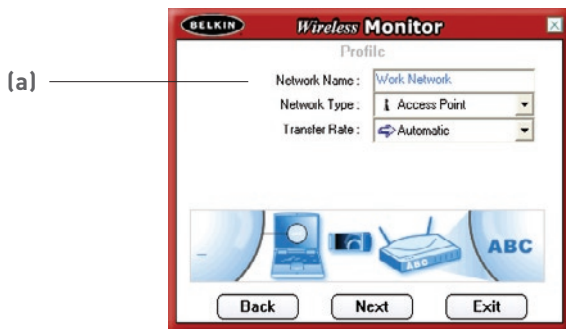 BELKIN Wireless Monitor
Profile
(a) Network Name : Work Network
Network Type : Access Point
Transfer Rate : Automatic
ABC ABC
Back Next Exit